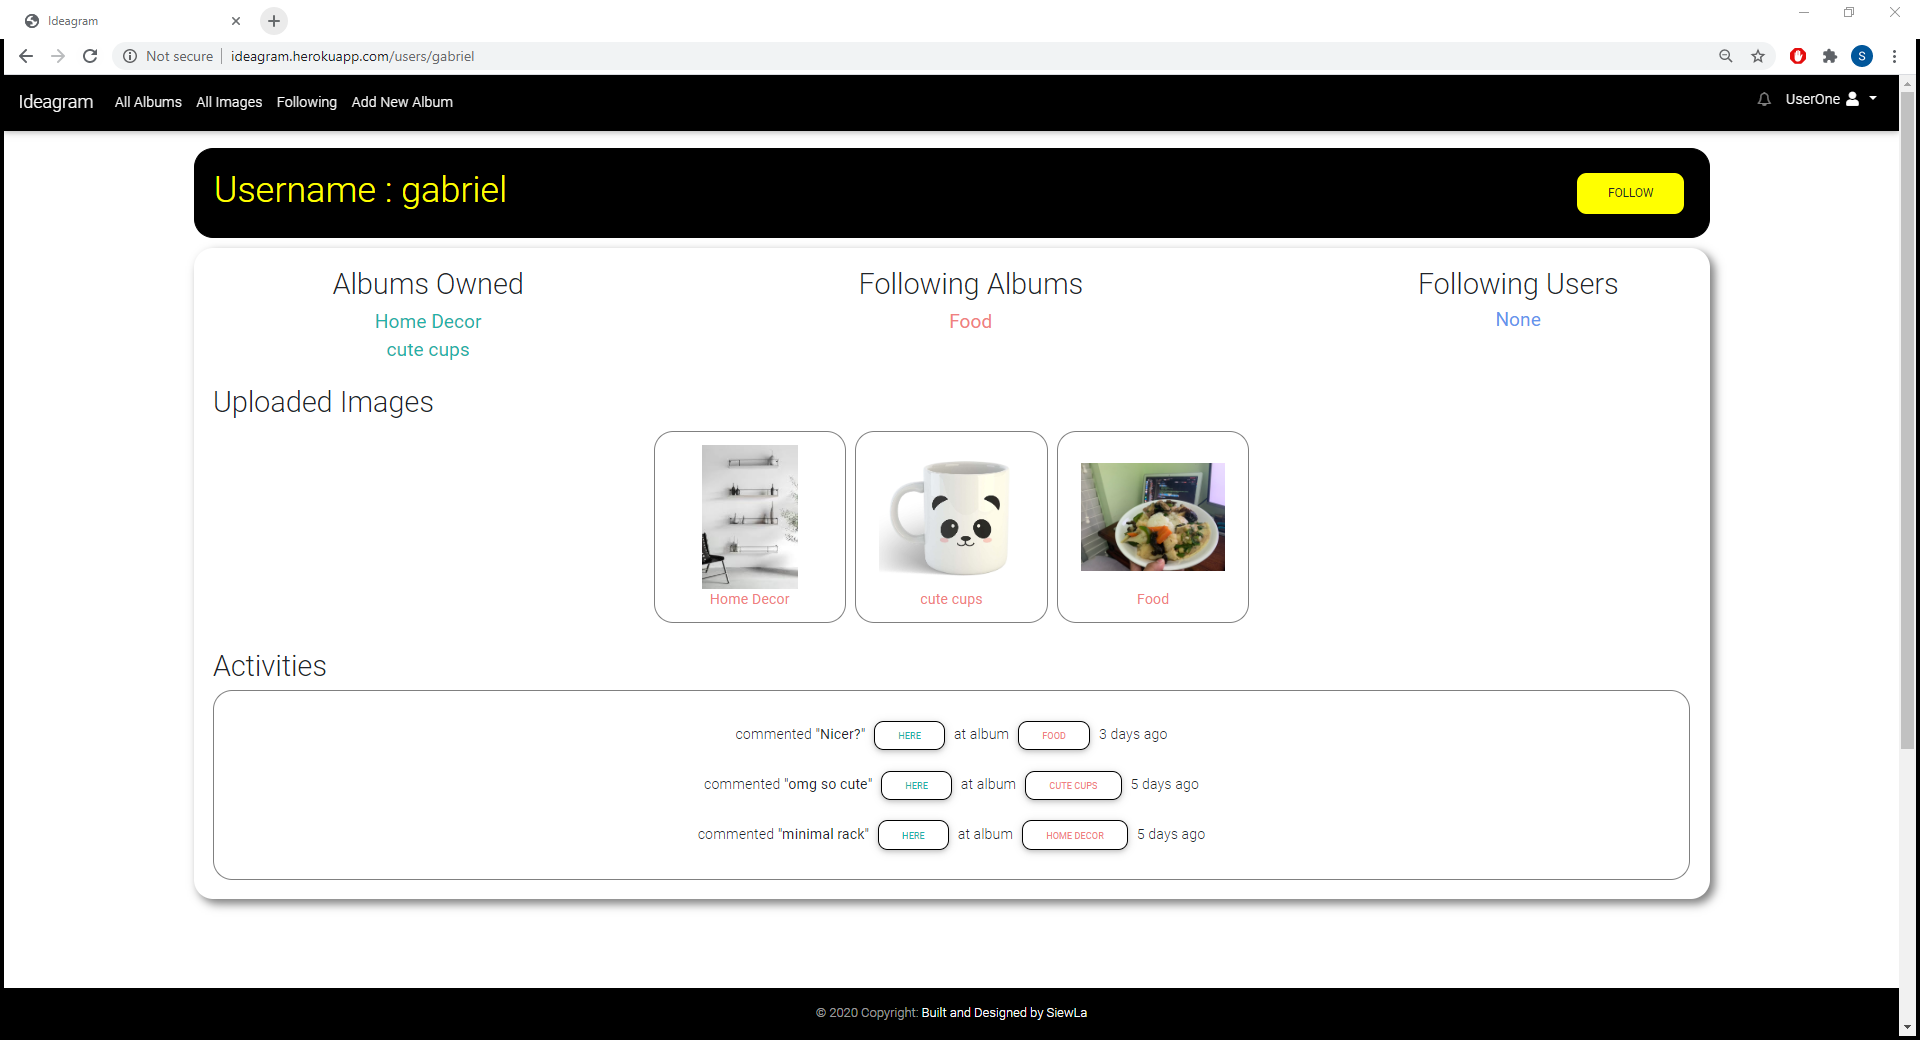 Ideagram
Not secure
ideagram.herokuapp.com/users/gabriel
S
Ideagram
All Albums
All Images
Following
Add New Album
UserOne
Username : gabriel
FOLLOW
Albums Owned
Following Albums
Following Users
Home Decor
Food
None
cute cups
Uploaded Images
Home Decor
cute cups
Food
Activities
commented "Nicer?" HERE at album FOOD 3 days ago
commented "omg so cute" HERE at album CUTE CUPS 5 days ago
commented "minimal rack" HERE at album HOME DECOR 5 days ago
© 2020 Copyright: Built and Designed by SiewLa